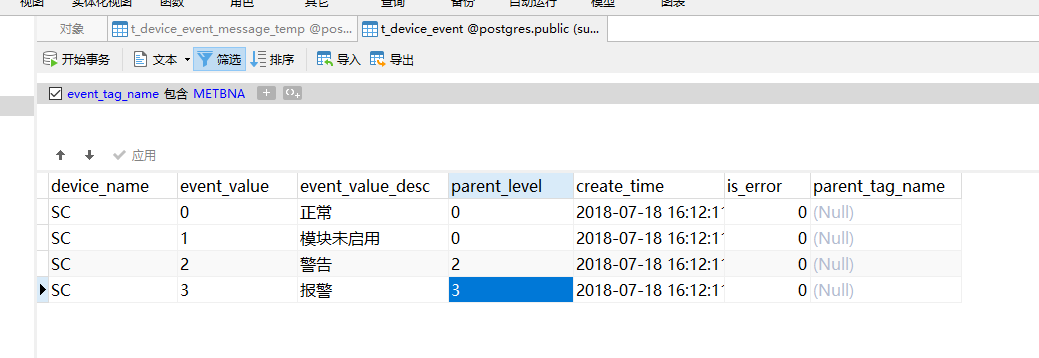 视图 实体化视图 函数 角色 其它 查询 备份 自动运行 模型 图表
对象 t_device_event_message_temp @pos... t_device_event @postgres.public (su...
开始事务 文本 筛选 排序 导入 导出
event_tag_name 包含 METBNA
应用
device_name event_value event_value_desc parent_level create_time is_error parent_tag_name
SC 0 正常 0 2018-07-18 16:12:11 0 (Null)
SC 1 模块未启用 0 2018-07-18 16:12:11 0 (Null)
SC 2 警告 2 2018-07-18 16:12:11 0 (Null)
SC 3 报警 3 2018-07-18 16:12:11 0 (Null)